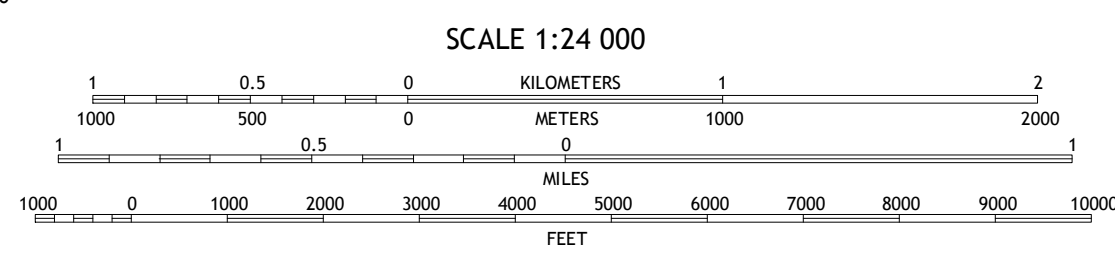 SCALE 1:24 000
1 0.5 0 KILOMETERS 1 2
1000 500 0 METERS 1000 2000
1 0.5 0 1
MILES
1000 0 1000 2000 3000 4000 5000 6000 7000 8000 9000 10000
FEET